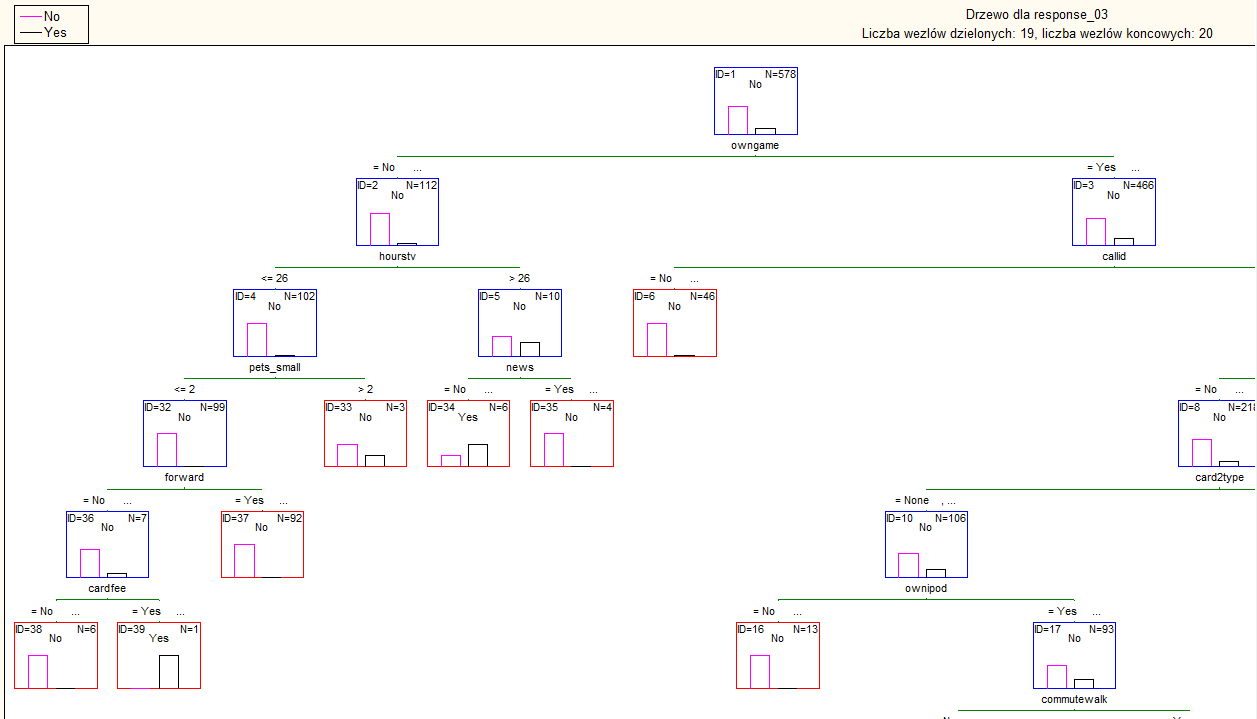 No
Yes
Drzewo dla response_03
Liczba wezlów dzielonych: 19, liczba wezlów koncowych: 20
ID=1 N=578
No
owngame
= No ... = Yes ...
ID=2 N=112 ID=3 N=466
No No
hourstv callid
<= 26 > 26 = No ...
ID=4 N=102 ID=5 N=10 ID=6 N=46
No No No
pets_small news
<= 2 > 2 = No ... = Yes ... = No ...
ID=32 N=99 ID=33 N=3 ID=34 N=6 ID=35 N=4 ID=8 N=218
No No Yes No No
forward card2type
= No ... = Yes ... = None , ...
ID=36 N=7 ID=37 N=92 ID=10 N=106
No No No
cardfee ownipod
= No ... = Yes ... = No ... = Yes ...
ID=38 N=6 ID=39 N=1 ID=16 N=13 ID=17 N=93
No Yes No No
commutewalk